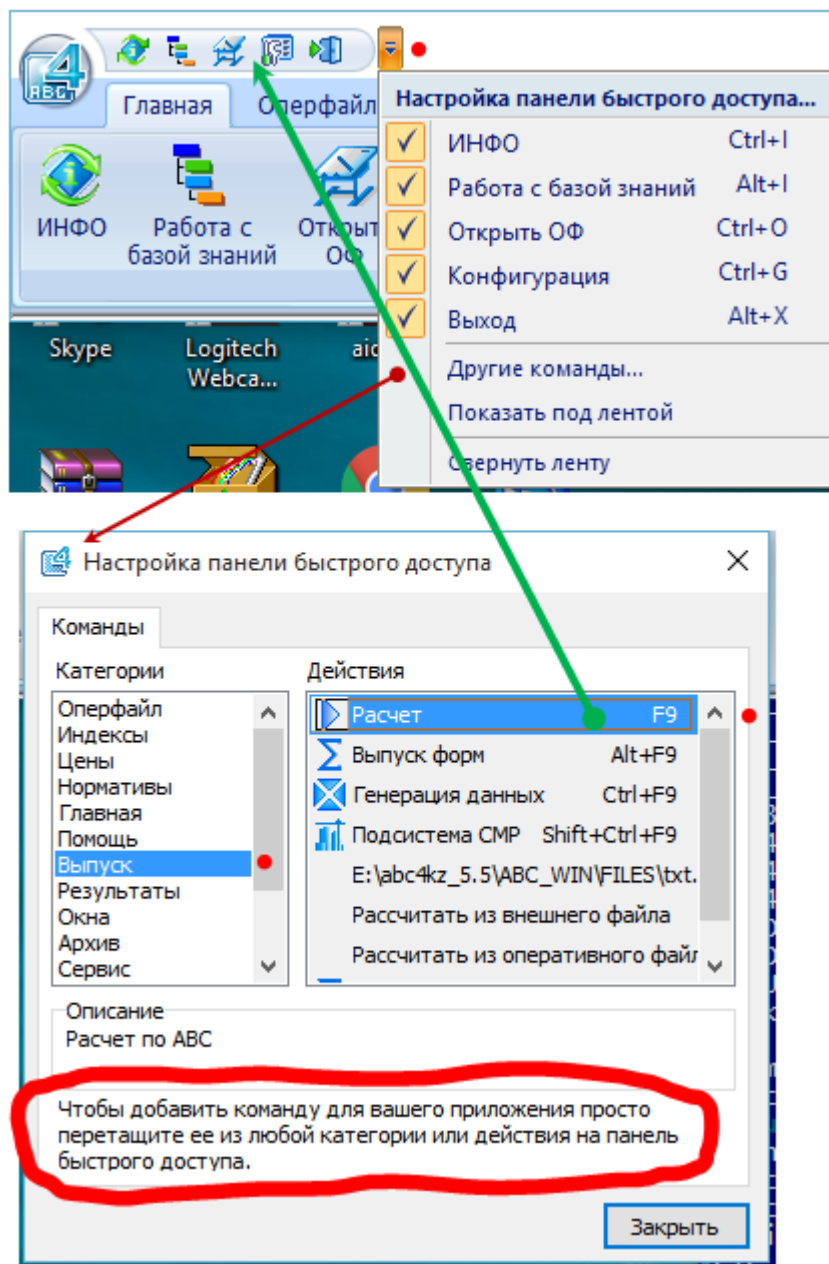 4
ABC
Главная
Настройка панели быстрого доступа...
ИНФО Ctrl+I
Работа с базой знаний Alt+I
Открыть ОФ Ctrl+O
Конфигурация Ctrl+G
Выход Alt+X
Другие команды...
Показать под лентой
Свернуть ленту
ИНФО
Работа с
базой знаний
ОФ
Skype
Logitech
Webca...
Настройка панели быстрого доступа
Команды
Категории
Действия
Оперфайл
Индексы
Цены
Нормативы
Главная
Помощь
Выпуск
Результаты
Окна
Архив
Сервис
Расчет F9
Выпуск форм Alt+F9
Генерация данных Ctrl+F9
Подсистема СМР Shift+Ctrl+F9
E:\abc4kz_5.5\ABC_WIN\FILES\txt.
Рассчитать из внешнего файла
Рассчитать из оперативного
Описание
Расчет по АВС
Чтобы добавить команду для вашего приложения просто
перетащите ее из любой категории или действия на панель
быстрого доступа.
Закрыть